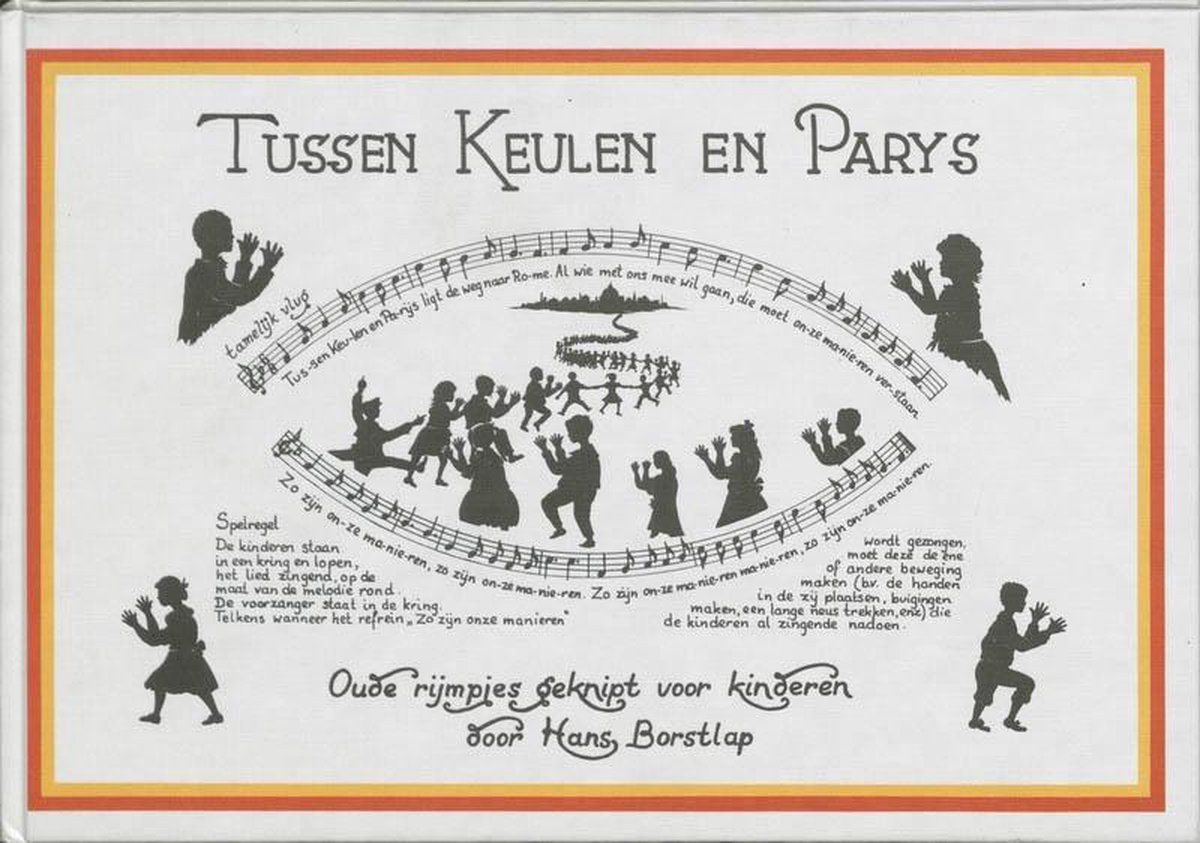 Tussen Keulen en Parys
tamelijk vlug
Tus-sen Keu-len en Pa-rijs ligt de weg naar Ro-me. Al wie met ons mee wil gaan, die moet on-ze ma-nie-ren ver-staan.
Zo zijn on-ze ma-nie-ren, zo zijn on-ze ma-nie-ren. Zo zijn on-ze ma-nie-ren ma-nie-ren, zo zijn on-ze ma-nie-ren.
Spelregel
De kinderen staan
in een kring en lopen,
het lied zingend, op de
maat van de melodie rond.
De voorzanger staat in de kring.
Telkens wanneer het refrein „Zo zijn onze manieren"
wordt gezongen,
moet deze de ene
of andere beweging
maken (b.v. de handen
in de zij plaatsen, buigingen
maken, een lange neus trekken, enz) die
de kinderen al zingende nadoen.
Oude rijmpjes geknipt voor kinderen
door Hans Borstlap